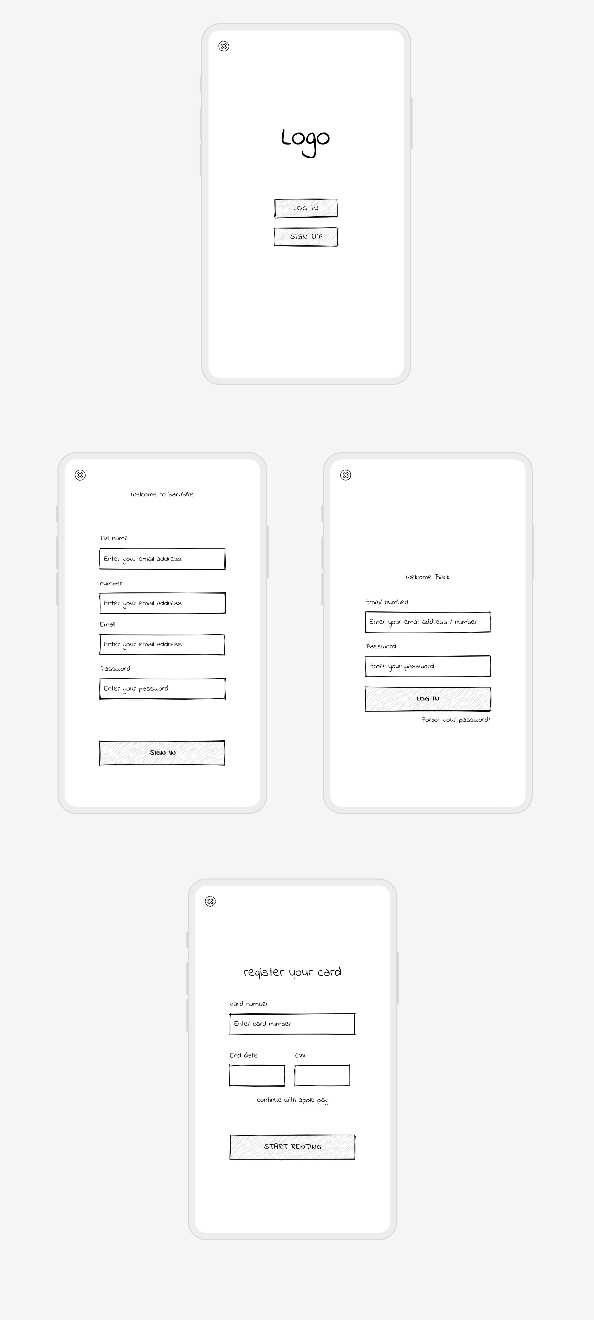 Logo
LOG IN
SIGN UP
Welcome to
Full name
Enter your email address
number
Enter your email address
Email
Enter your email address
Password
Enter your password
SIGN IN
Welcome Back
Email/ number
Enter your email address / number
Password
Enter your password
LOG IN
Forgot your password?
register your card
card number
Enter card number
End date CVV
continue with apple pay
START RENTING